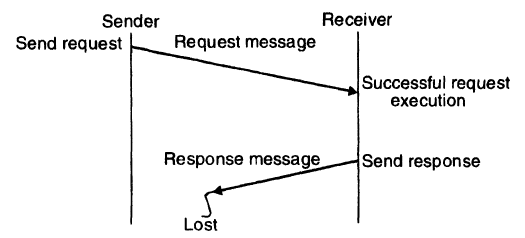 Sender
Receiver
Send request
Request message
Successful request
execution
Response message
Send response
Lost